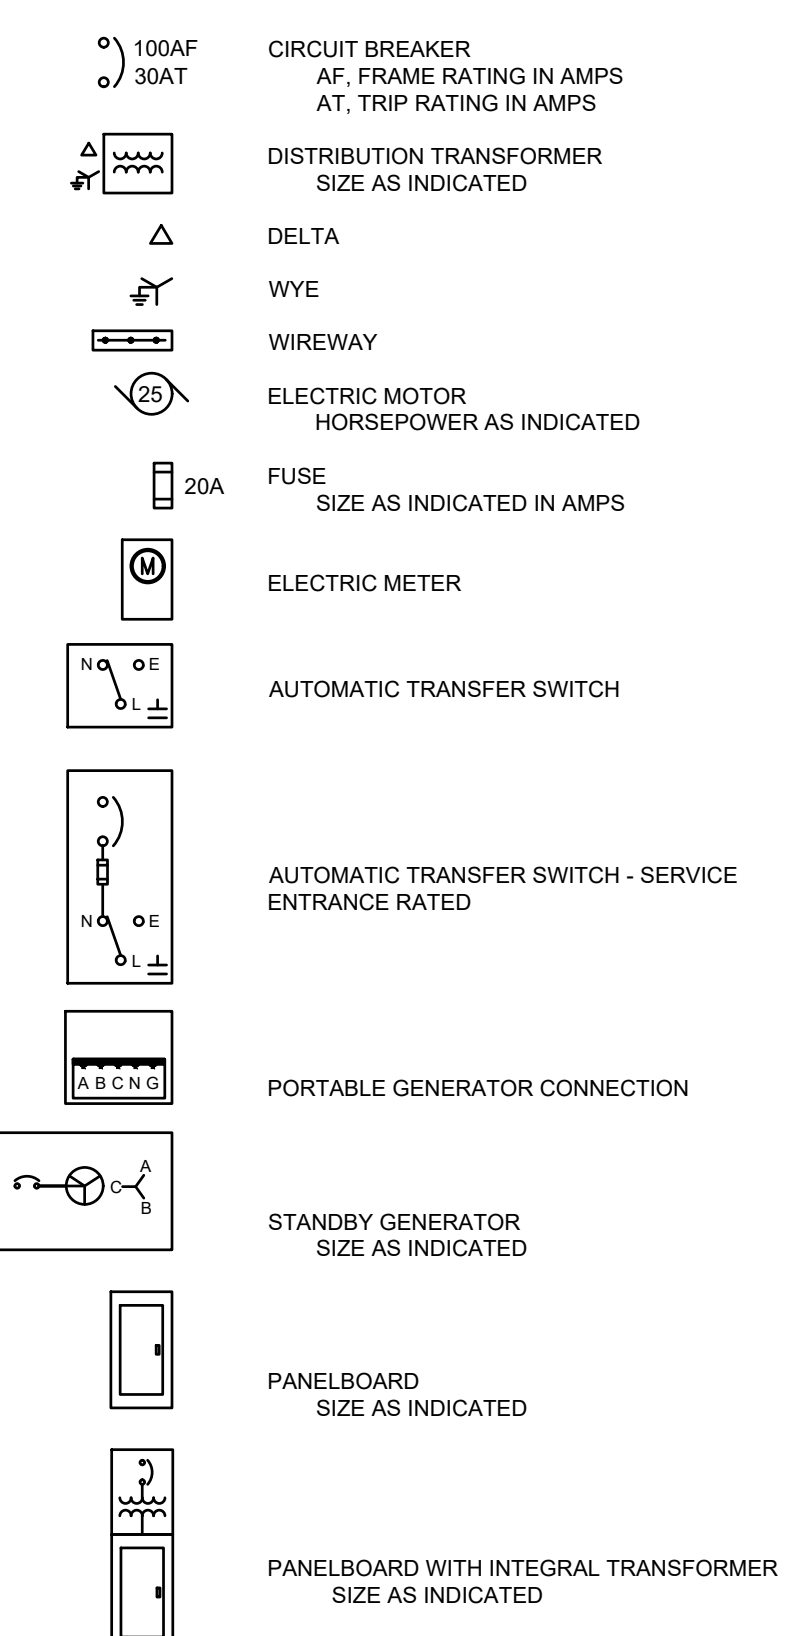 100AF CIRCUIT BREAKER
30AT AF, FRAME RATING IN AMPS
AT, TRIP RATING IN AMPS
DISTRIBUTION TRANSFORMER
SIZE AS INDICATED
DELTA
WYE
WIREWAY
25 ELECTRIC MOTOR
HORSEPOWER AS INDICATED
20A FUSE
SIZE AS INDICATED IN AMPS
M
ELECTRIC METER
N E
L
AUTOMATIC TRANSFER SWITCH
AUTOMATIC TRANSFER SWITCH - SERVICE
ENTRANCE RATED
N E
L
A B C N G
PORTABLE GENERATOR CONNECTION
A
C
B
STANDBY GENERATOR
SIZE AS INDICATED
PANELBOARD
SIZE AS INDICATED
PANELBOARD WITH INTEGRAL TRANSFORMER
SIZE AS INDICATED